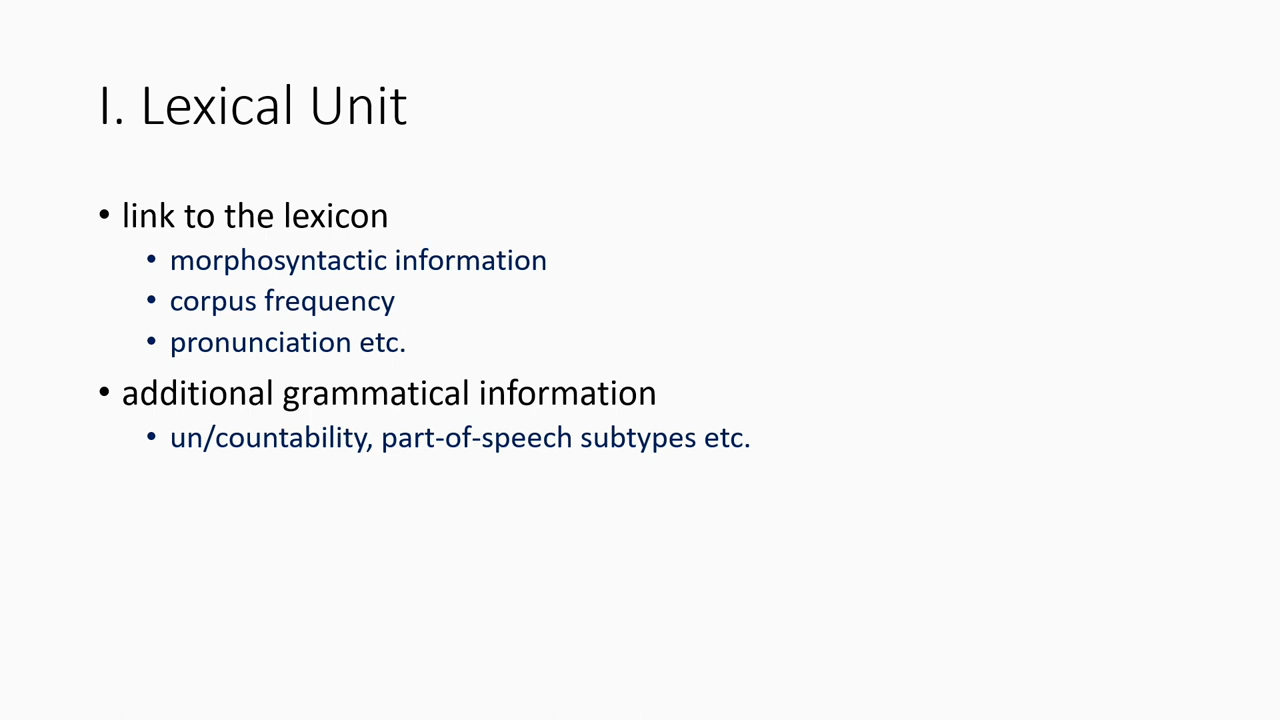 I. Lexical Unit
• link to the lexicon
• morphosyntactic information
• corpus frequency
• pronunciation etc.
• additional grammatical information
• un/countability, part-of-speech subtypes etc.